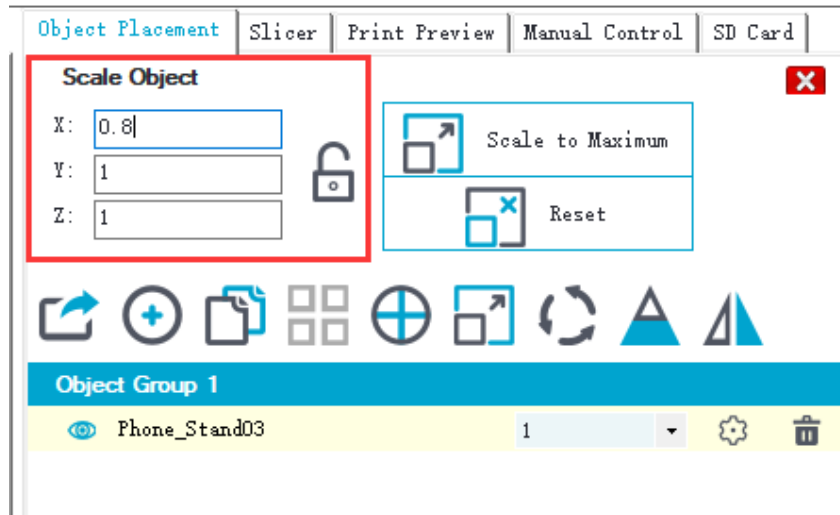 Object Placement Slicer Print Preview Manual Control SD Card
Scale Object
X: 0.8
Y: 1
Z: 1
Scale to Maximum
Reset
Object Group 1
Phone_Stand03 1